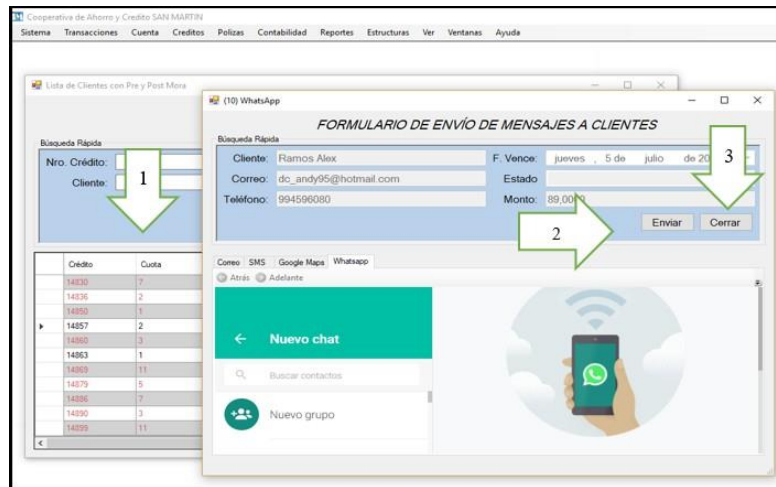 Cooperativa de Ahorro y Credito SAN MARTIN
Sistema Transacciones Cuenta Creditos Polizas Contabilidad Reportes Estructuras Ver Ventanas Ayuda
Lista de Clientes con Pre y Post Mora
Búsqueda Rápida
Nro. Crédito:
Cliente:
1
Crédito Cuota
14830 7
14836 2
14850 1
14857 2
14860 3
14863 1
14869 11
14879 5
14886 7
14890 3
14899 11
(10) WhatsApp
FORMULARIO DE ENVÍO DE MENSAJES A CLIENTES
Búsqueda Rápida
Cliente: Ramos Alex F. Vence: jueves , 5 de julio de 20
Correo: dc_andy95@hotmail.com Estado
Teléfono: 994596080 Monto: 89,00
3
2
Enviar Cerrar
Correo SMS Google Maps Whatsapp
Atrás Adelante
Nuevo chat
Buscar contactos
Nuevo grupo